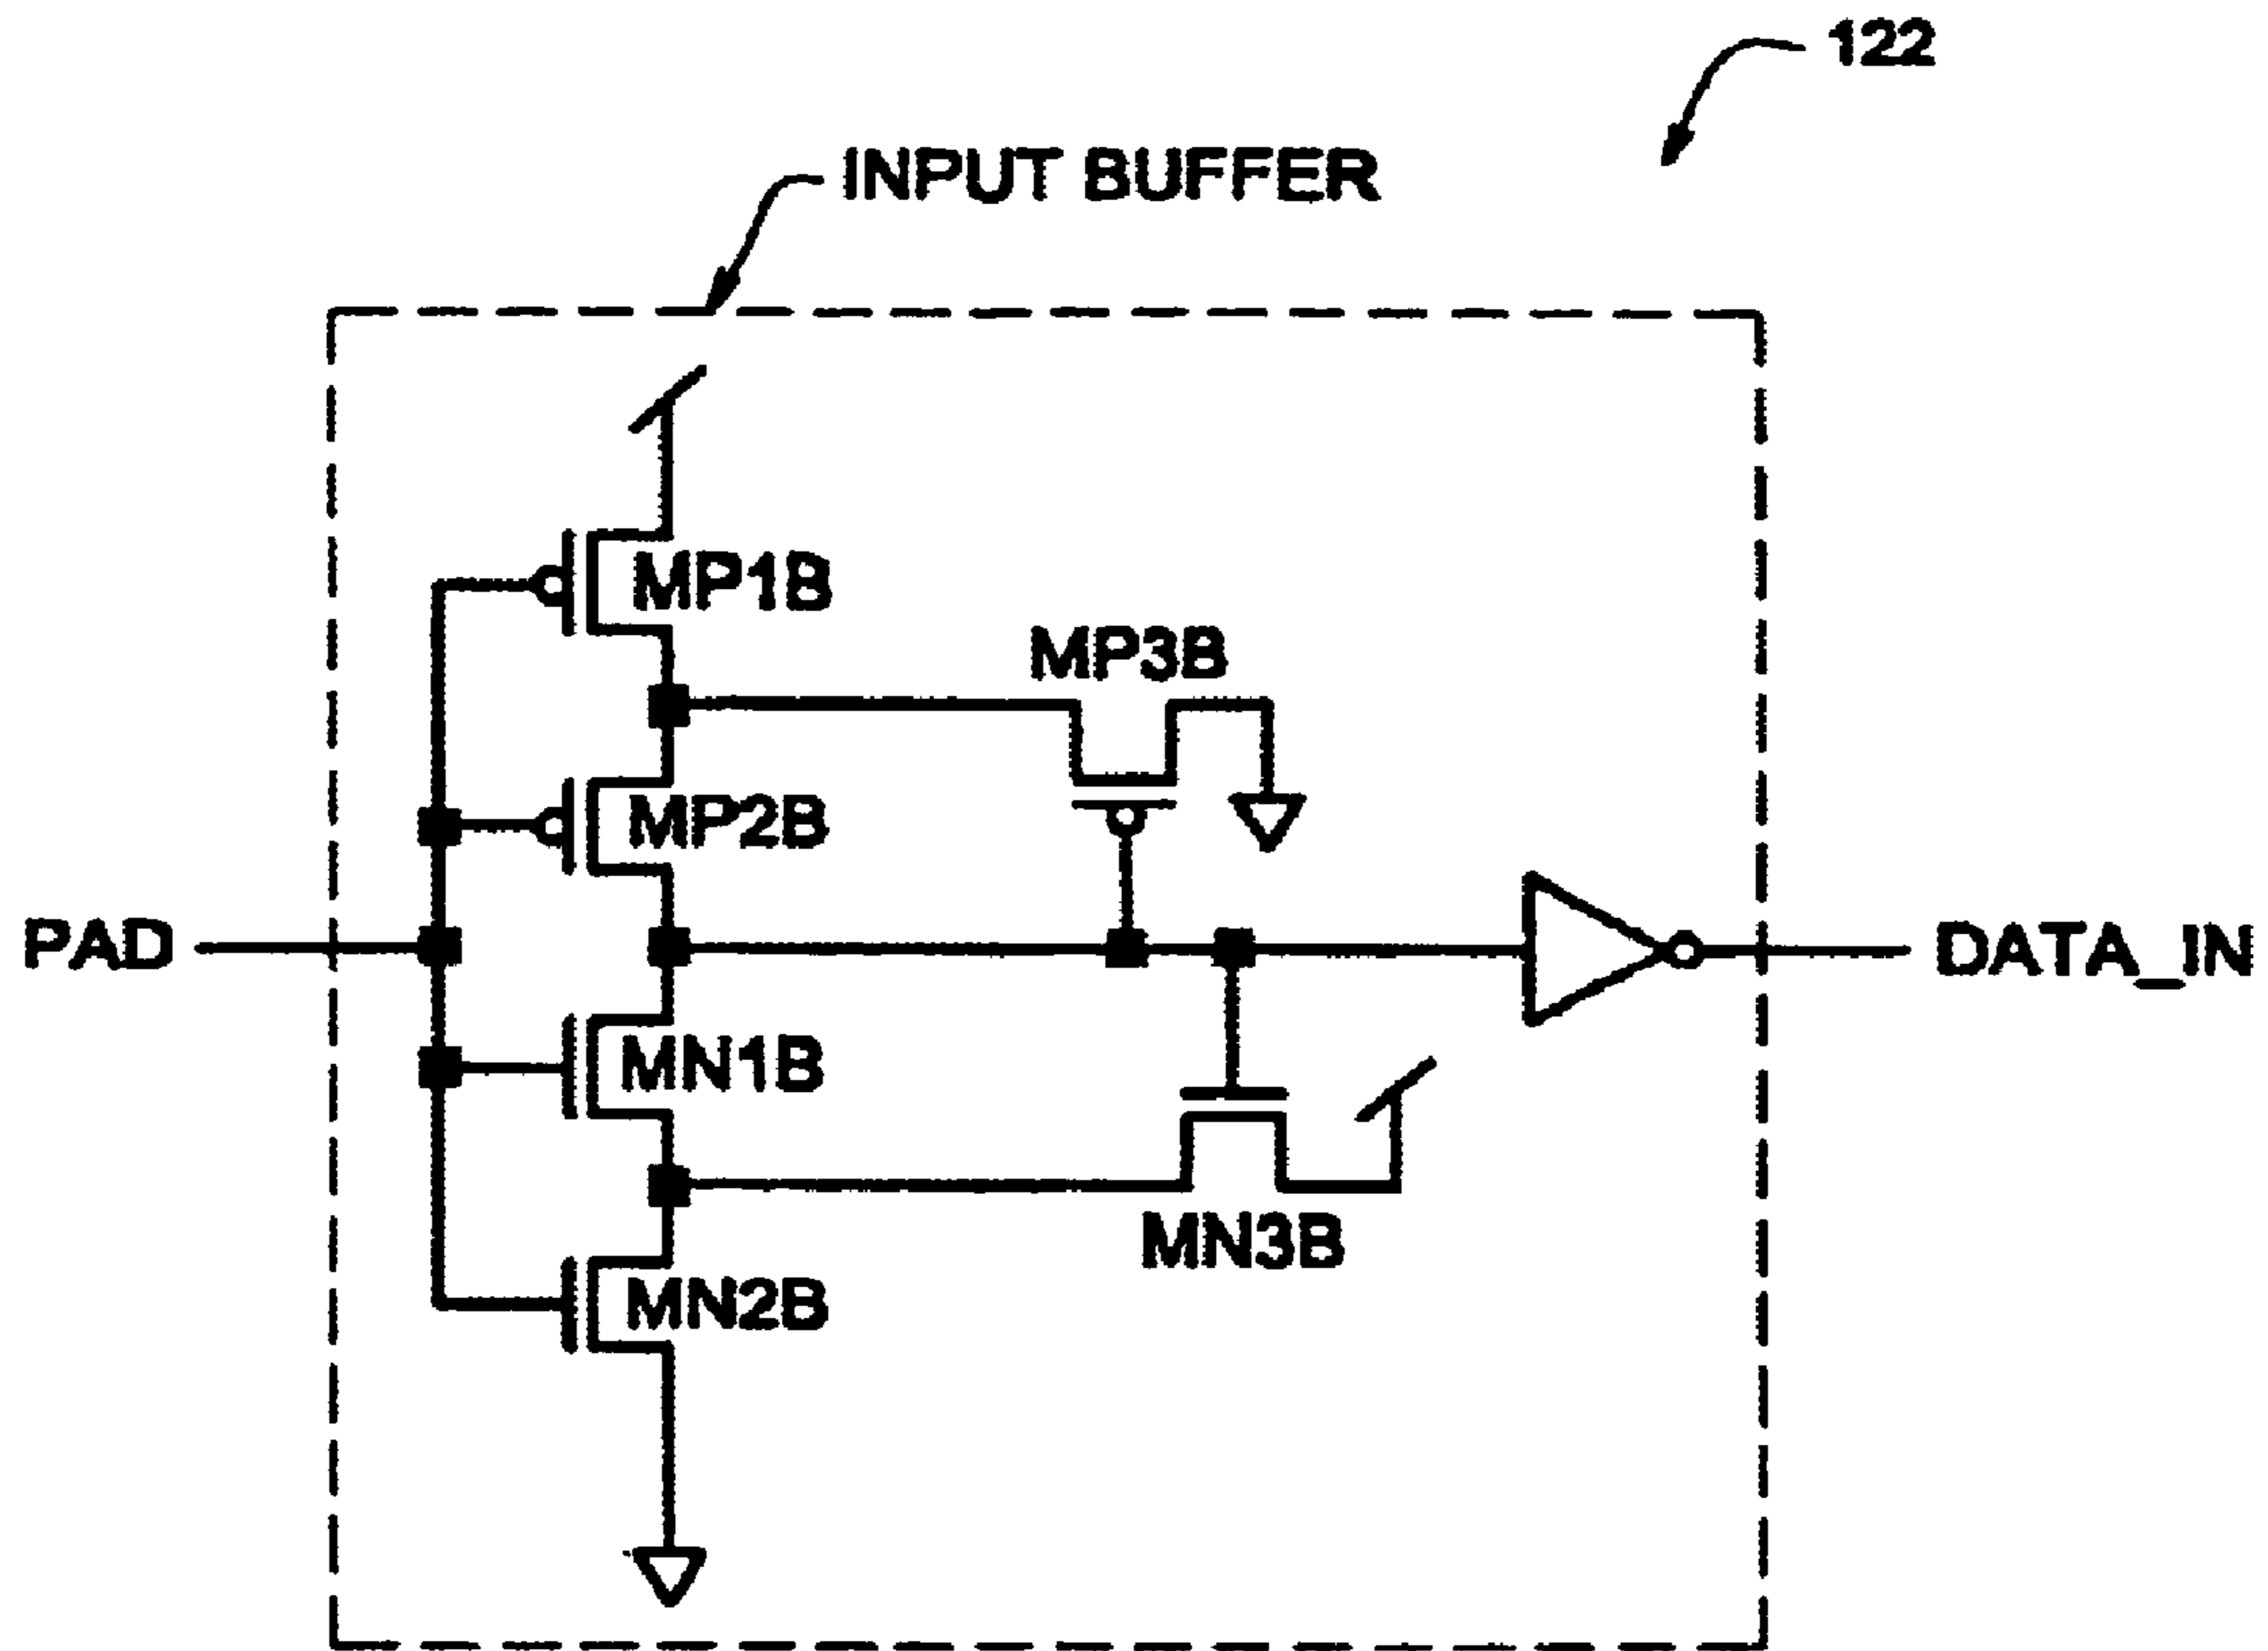 122
INPUT BUFFER
MP1B
MP3B
MP2B
PAD
DATA_IN
MN1B
MN3B
MN2B